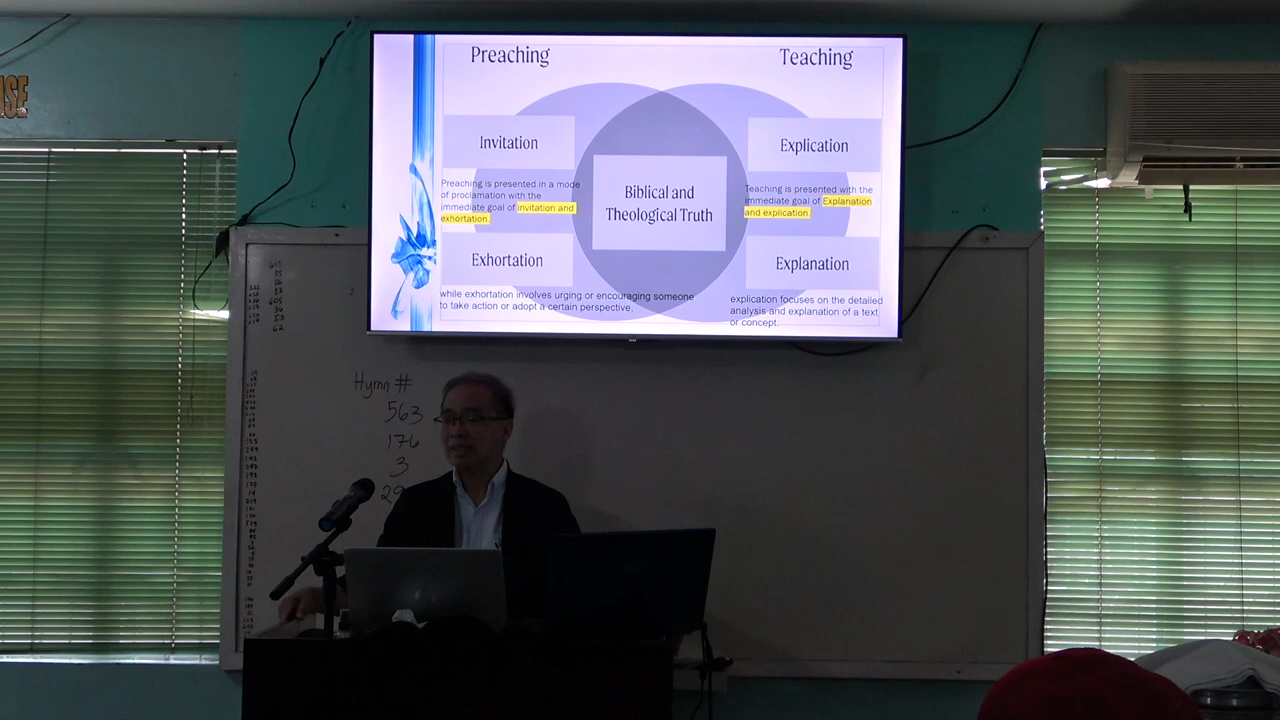 Preaching
Teaching
Invitation
Preaching is presented in a mode
of proclamation with the
immediate goal of invitation and
exhortation.
Exhortation
while exhortation involves urging or encouraging someone
to take action or adopt a certain perspective,
Biblical and
Theological Truth
Explication
Teaching is presented with the
immediate goal of Explanation
and explication.
Explanation
explication focuses on the detailed
analysis and explanation of a text
or concept.
Hymn #
563
176
3